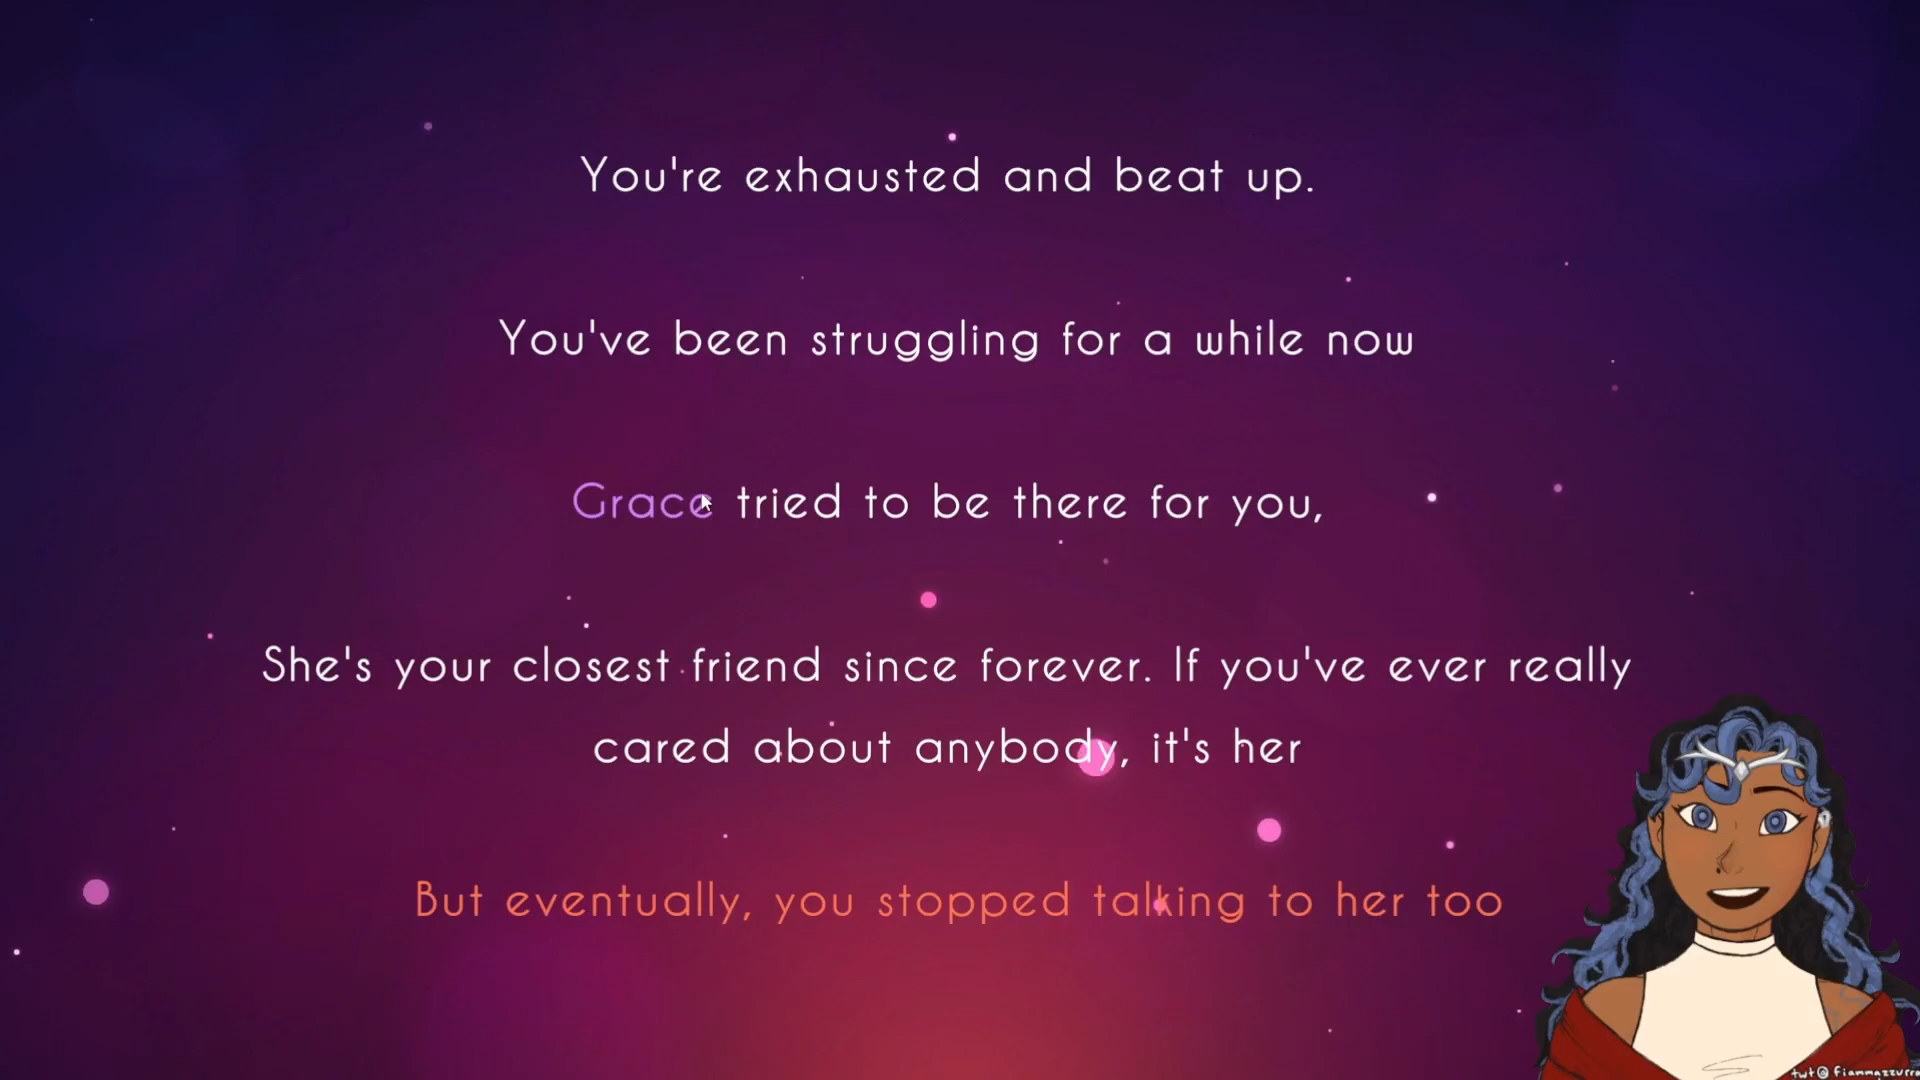 You're exhausted and beat up.
You've been struggling for a while now
Grace tried to be there for you,
She's your closest friend since forever. If you've ever really
cared about anybody, it's her
But eventually, you stopped talking to her too
twt@fiammazzurra